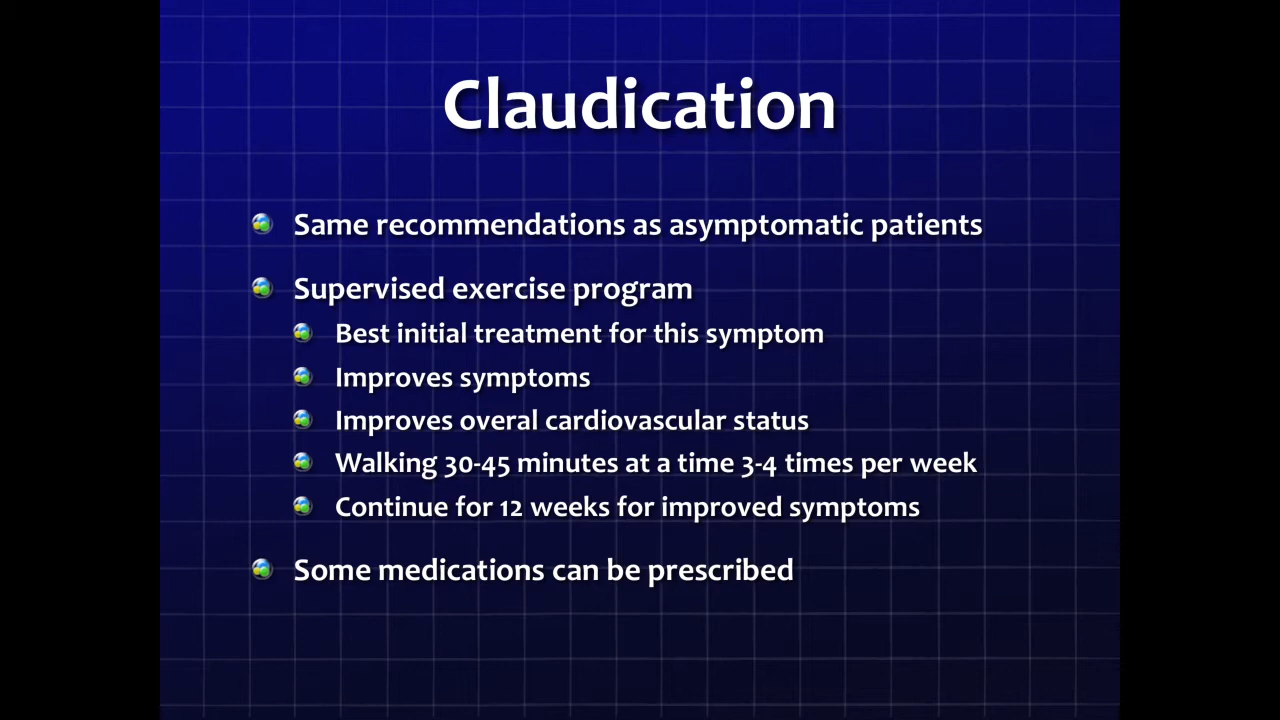 Claudication
Same recommendations as asymptomatic patients
Supervised exercise program
Best initial treatment for this symptom
Improves symptoms
Improves overal cardiovascular status
Walking 30-45 minutes at a time 3-4 times per week
Continue for 12 weeks for improved symptoms
Some medications can be prescribed